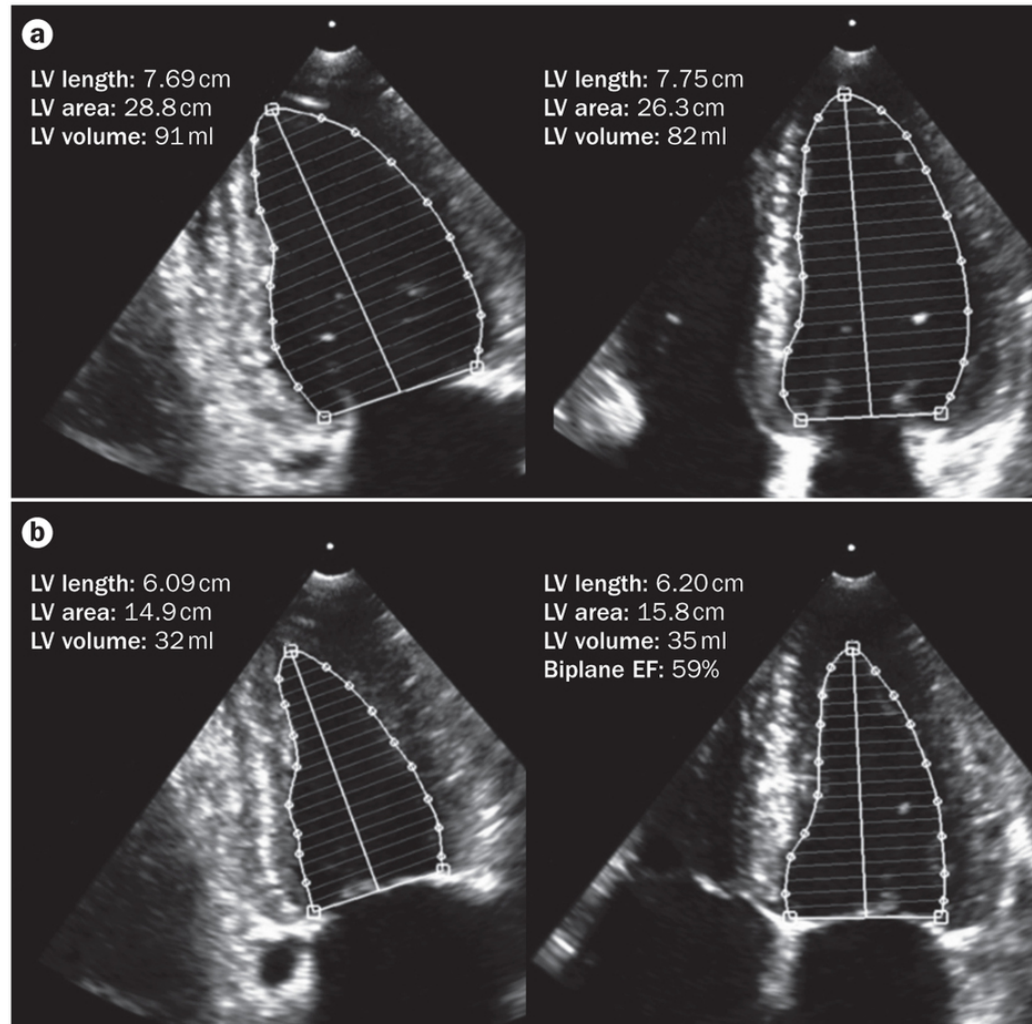 a
LV length: 7.69 cm
LV area: 28.8 cm
LV volume: 91 ml
LV length: 7.75 cm
LV area: 26.3 cm
LV volume: 82 ml
b
LV length: 6.09 cm
LV area: 14.9 cm
LV volume: 32 ml
LV length: 6.20 cm
LV area: 15.8 cm
LV volume: 35 ml
Biplane EF: 59%